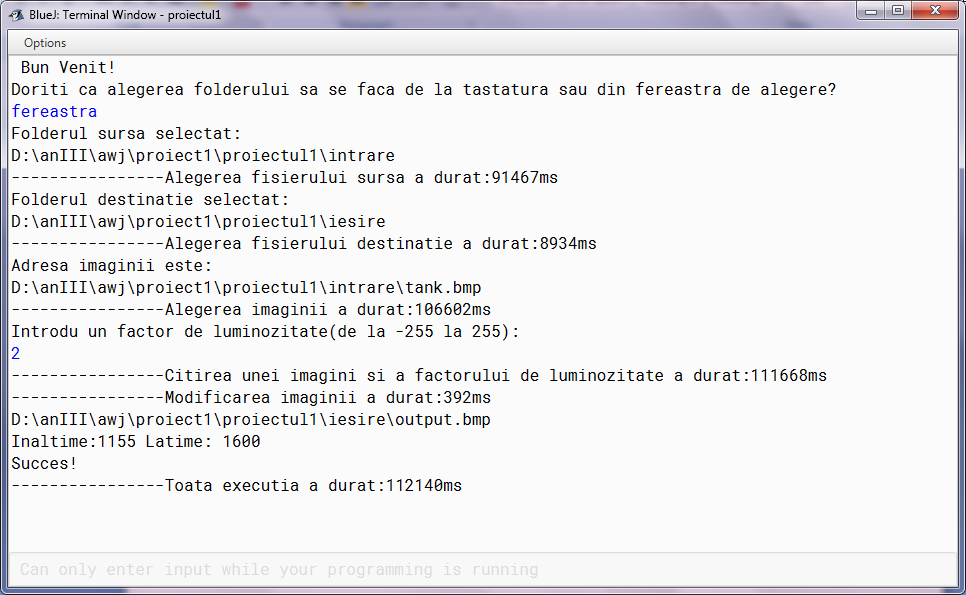 BlueJ: Terminal Window - proiectul1
Options
Bun Venit!
Doriti ca alegerea folderului sa se faca de la tastatura sau din fereastra de alegere?
fereastra
Folderul sursa selectat:
D:\anIII\awj\proiect1\proiectul1\intrare
----------------Alegerea fisierului sursa a durat:91467ms
Folderul destinatie selectat:
D:\anIII\awj\proiect1\proiectul1\iesire
----------------Alegerea fisierului destinatie a durat:8934ms
Adresa imaginii este:
D:\anIII\awj\proiect1\proiectul1\intrare\tank.bmp
----------------Alegerea imaginii a durat:106602ms
Introdu un factor de luminozitate(de la -255 la 255):
2
----------------Citirea unei imagini si a factorului de luminozitate a durat:111668ms
----------------Modificarea imaginii a durat:392ms
D:\anIII\awj\proiect1\proiectul1\iesire\output.bmp
Inaltime:1155 Latime: 1600
Succes!
----------------Toata executia a durat:112140ms
Can only enter input while your programming is running